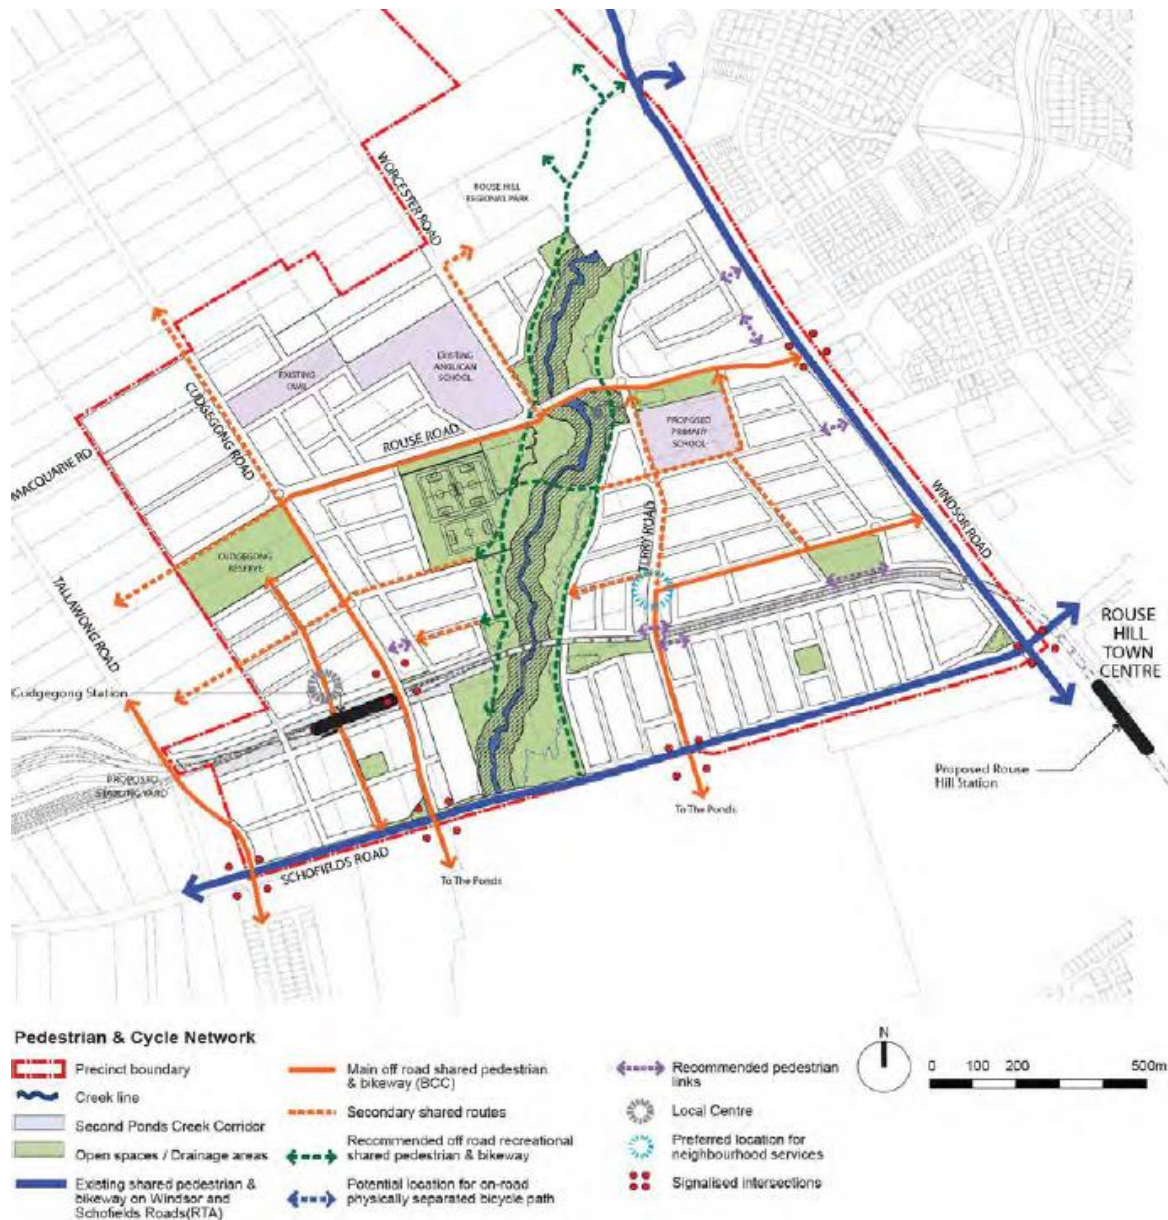 WORCESTER ROAD
ROUSE HILL
REGIONAL PARK
EXISTING
ANGLICAN
SCHOOL
EXISTING
CUDGEGONG ROAD
ROUSE ROAD
PROPOSED
PRIMARY
SCHOOL
MACQUARIE RD
WINDSOR ROAD
TERRY ROAD
CUDGEGONG
RESERVE
TALLAWONG ROAD
ROUSE
HILL
TOWN
CENTRE
Cudgegong Station
PROPOSED
STABLING YARD
Proposed Rouse
Hill Station
To The Ponds
SCHOFIELDS ROAD
To The Ponds
Pedestrian & Cycle Network
Precinct boundary
Creek line
Second Ponds Creek Corridor
Open spaces / Drainage areas
Existing shared pedestrian &
bikeway on Windsor and
Schofields Roads(RTA)
Main off road shared pedestrian
& bikeway (BCC)
Secondary shared routes
Recommended off road recreational
shared pedestrian & bikeway
Potential location for on-road
physically separated bicycle path
Recommended pedestrian
links
Local Centre
Preferred location for
neighbourhood services
Signalised intersections
N
0 100 200 500m